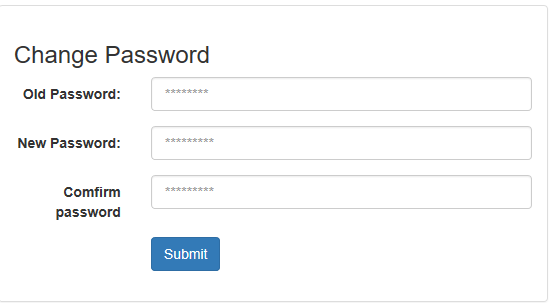 Change Password
Old Password: ********
New Password: *********
Comfirm *********
password
Submit